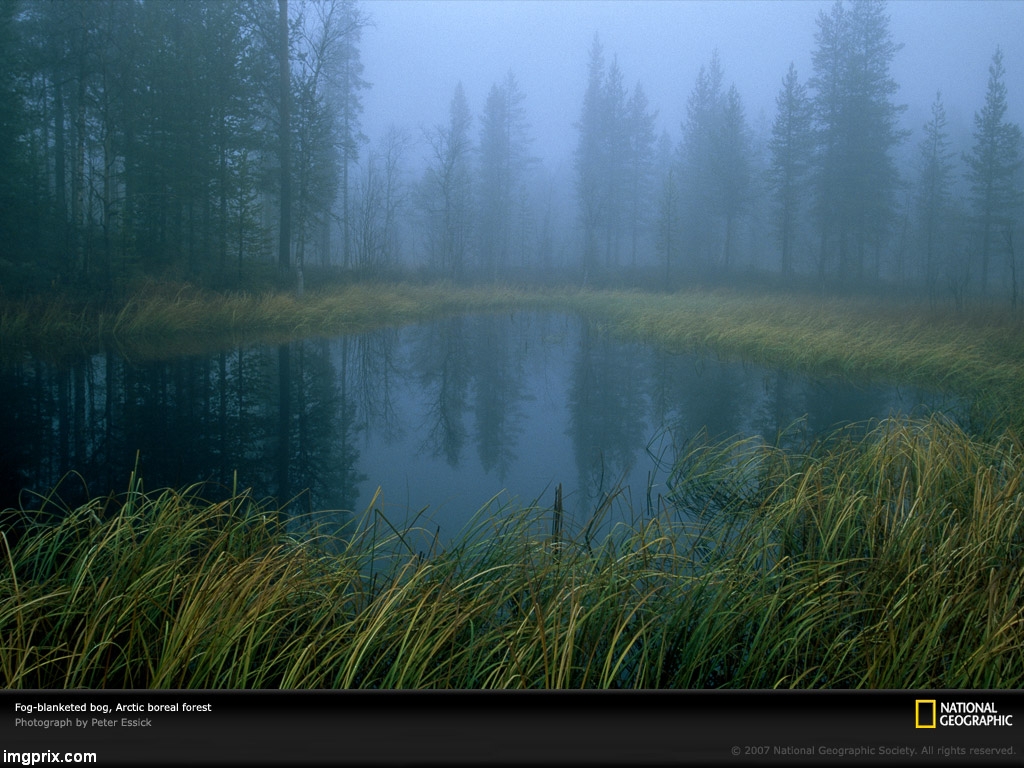 Fog-blanketed bog, Arctic boreal forest
Photograph by Peter Essick
NATIONAL
GEOGRAPHIC
© 2007 National Geographic Society. All rights reserved.
imgprix.com